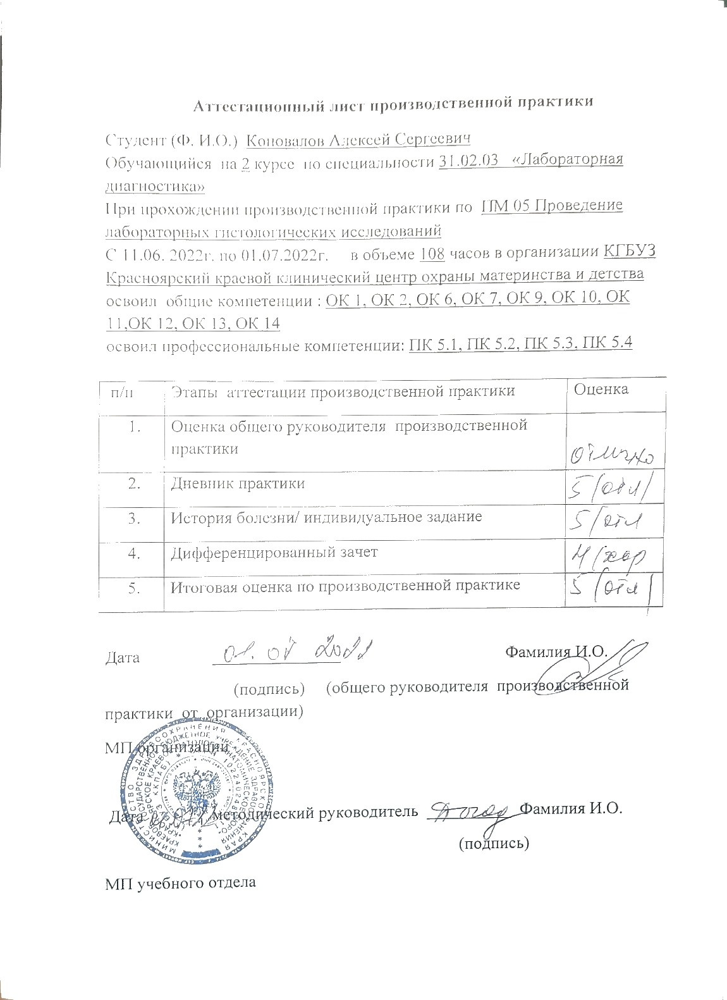 Аттестационный лист производственной практики
Студент (Ф. И.О.) Коновалов Алексей Сергеевич
Обучающийся на 2 курсе по специальности 31.02.03 «Лабораторная
диагностика»
При прохождении производственной практики по ПМ 05 Проведение
лабораторных гистологических исследований
С 11.06. 2022г. по 01.07.2022г. в объеме 108 часов в организации КГБУЗ
Красноярский краевой клинический центр охраны материнства и детства
освоил общие компетенции : ОК 1, ОК 2, ОК 6, ОК 7, ОК 9, ОК 10, ОК
11,ОК 12, ОК 13, ОК 14
освоил профессиональные компетенции: ПК 5.1, ПК 5.2, ПК 5.3, ПК 5.4
п/п Этапы аттестации производственной практики Оценка
1. Оценка общего руководителя производственной
практики отлично
2. Дневник практики 5 (отл)
3. История болезни/ индивидуальное задание 5 (отл
4. Дифференцированный зачет 4 (хор
5. Итоговая оценка по производственной практике 5 (отл)
Дата 01.07 Фамилия И.О.
(подпись) (общего руководителя производственной
практики от организации)
МП организации
МИНИСТЕРСТВО ЗДРАВООХРАНЕНИЯ КРАСНОЯРСКОГО КРАЯ
Дата методический руководитель Фамилия И.О.
(подпись)
МП учебного отдела